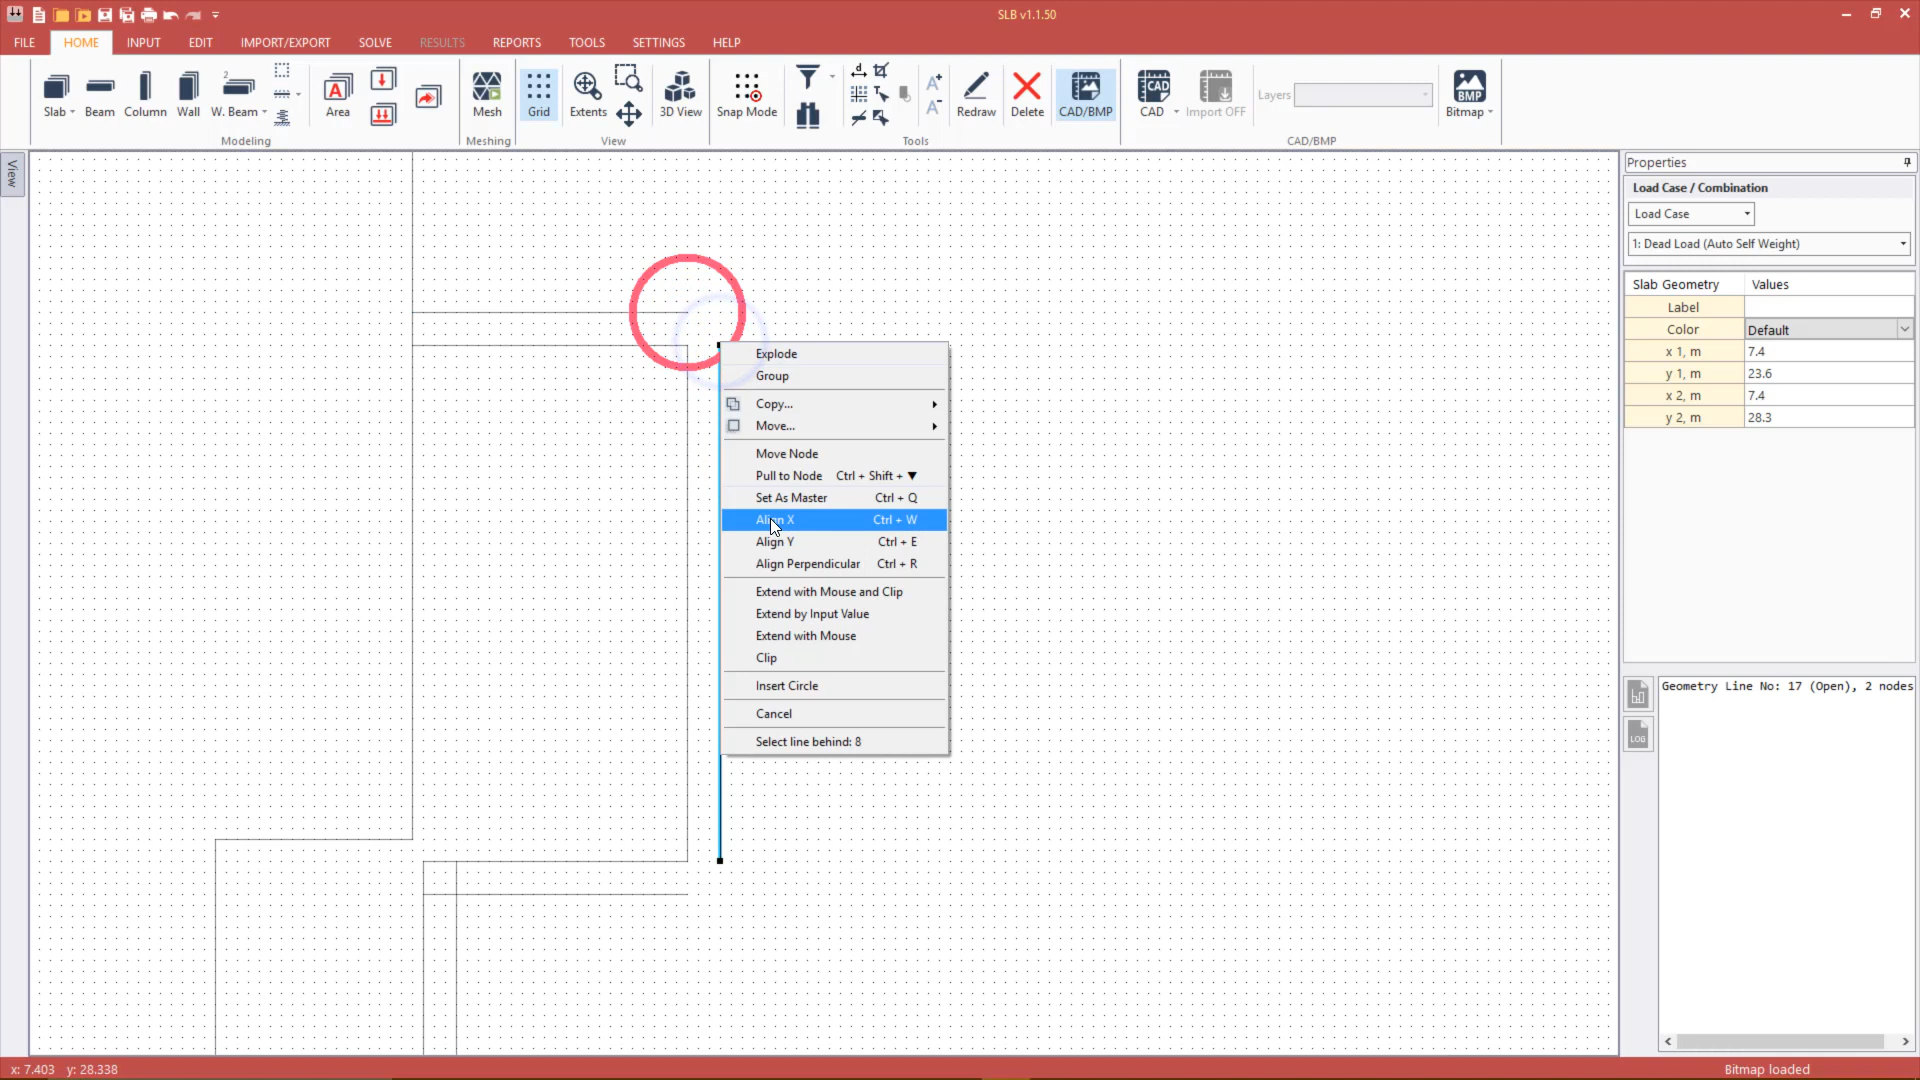 SLB v1.1.50
FILE HOME INPUT EDIT IMPORT/EXPORT SOLVE RESULTS REPORTS TOOLS SETTINGS HELP
Slab Beam Column Wall 2 W. Beam A Area Mesh Grid Extents 3D View Snap Mode d A+ A- Redraw Delete CAD/BMP CAD CAD Import OFF Layers BMP Bitmap
Modeling Meshing View Tools CAD/BMP
View
Properties
Load Case / Combination
Load Case
1: Dead Load (Auto Self Weight)
Slab Geometry Values
Label
Color Default
x 1, m 7.4
y 1, m 23.6
x 2, m 7.4
y 2, m 28.3
Explode
Group
Copy...
Move...
Move Node
Pull to Node Ctrl + Shift + ▼
Set As Master Ctrl + Q
Align X Ctrl + W
Align Y Ctrl + E
Align Perpendicular Ctrl + R
Extend with Mouse and Clip
Extend by Input Value
Extend with Mouse
Clip
Insert Circle
Cancel
Select line behind: 8
Geometry Line No: 17 (Open), 2 nodes
LOG
x: 7.403 y: 28.338
Bitmap loaded